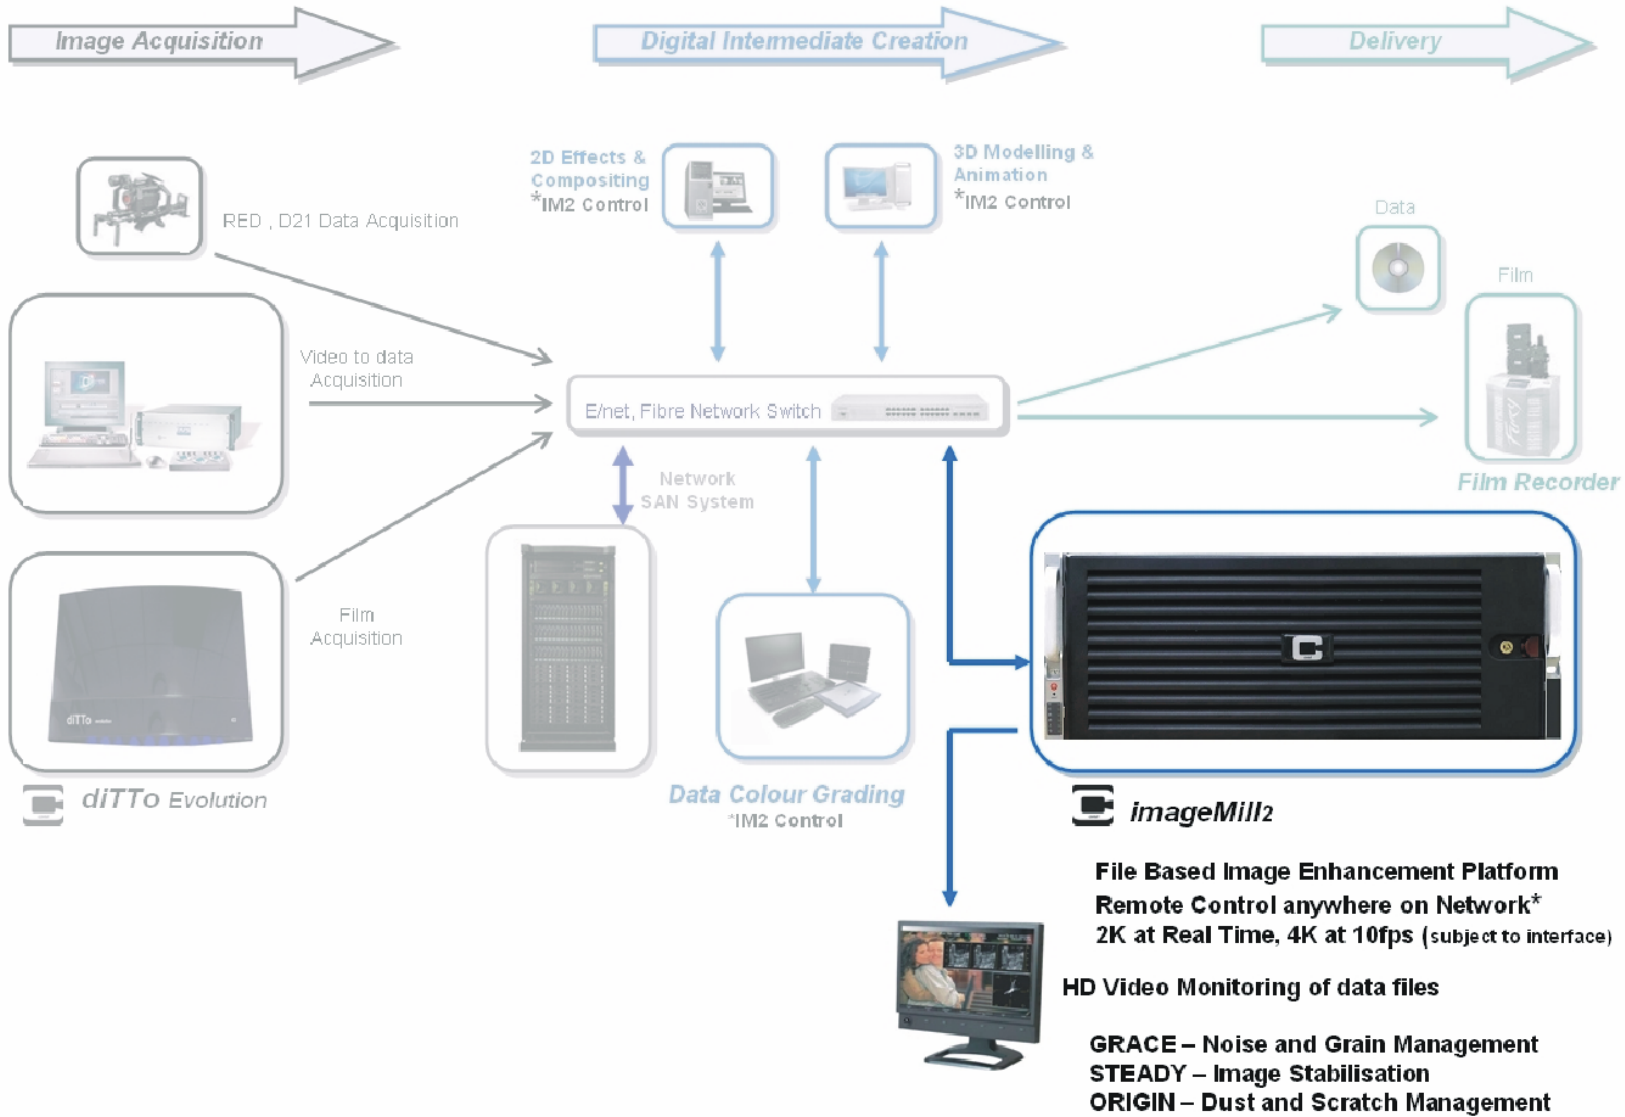 Image Acquisition
Digital Intermediate Creation
Delivery
2D Effects &
Compositing
*IM2 Control
3D Modelling &
Animation
*IM2 Control
RED , D21 Data Acquisition
Data
Film
Video to data
Acquisition
E/net, Fibre Network Switch
Fury
Film Recorder
Network
SAN System
Film
Acquisition
diTTo
diTTo Evolution
Data Colour Grading
*IM2 Control
imageMill2
File Based Image Enhancement Platform
Remote Control anywhere on Network*
2K at Real Time, 4K at 10fps (subject to interface)
HD Video Monitoring of data files
GRACE – Noise and Grain Management
STEADY – Image Stabilisation
ORIGIN – Dust and Scratch Management